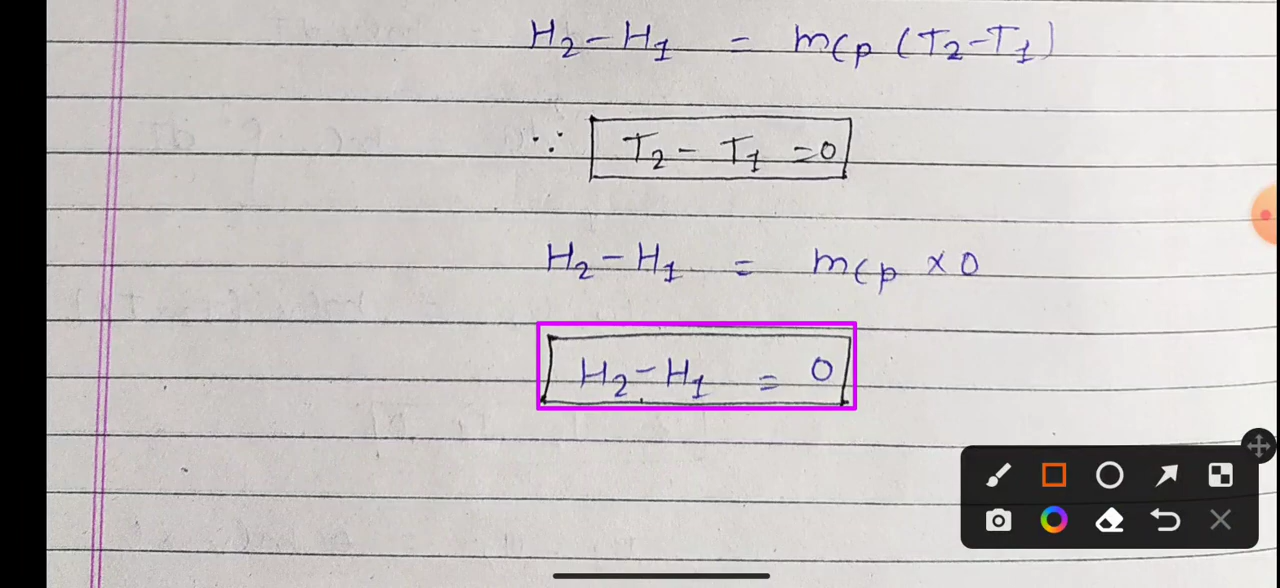 H₂ – H₁ = mCp (T₂ – T₁)
∵ T₂ – T₁ = 0
H₂ – H₁ = mCp × 0
H₂ – H₁ = 0